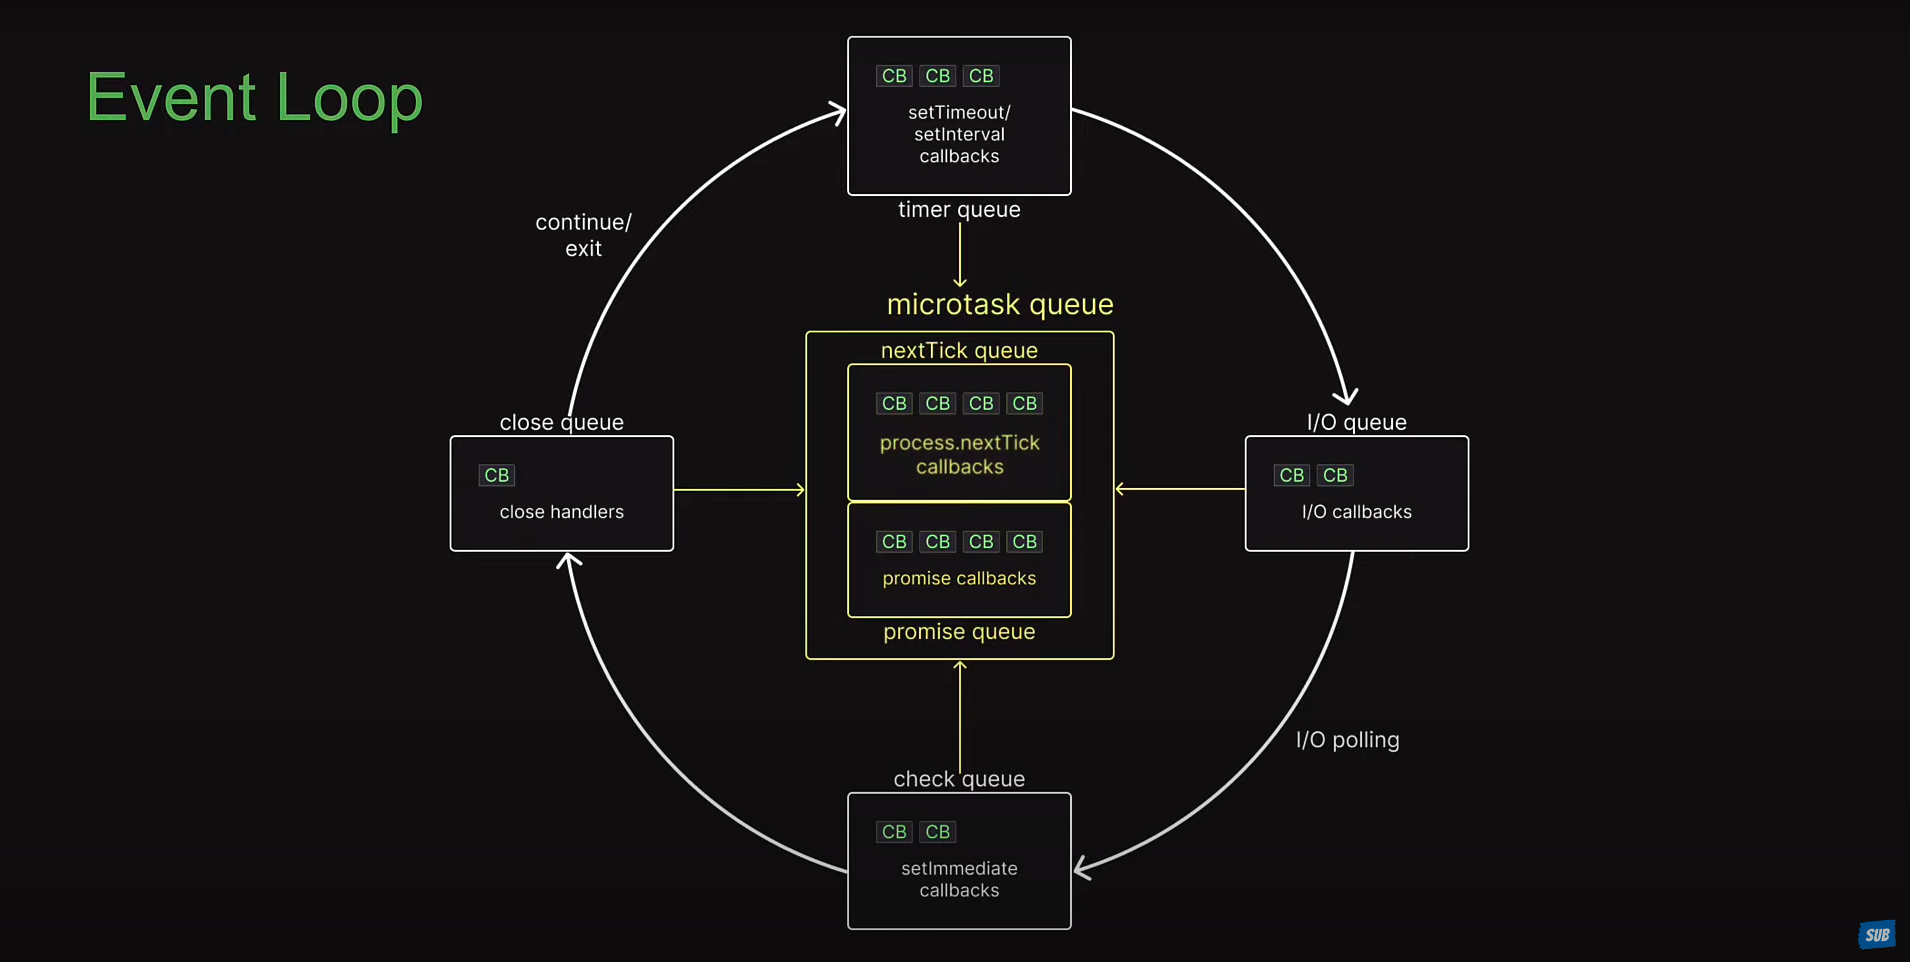 Event Loop
CB CB CB
setTimeout/
setInterval
callbacks
timer queue
continue/
exit
microtask queue
nextTick queue
CB CB CB CB
process.nextTick
callbacks
CB CB CB CB
promise callbacks
promise queue
close queue
CB
close handlers
I/O queue
CB CB
I/O callbacks
I/O polling
check queue
CB CB
setImmediate
callbacks
SUB